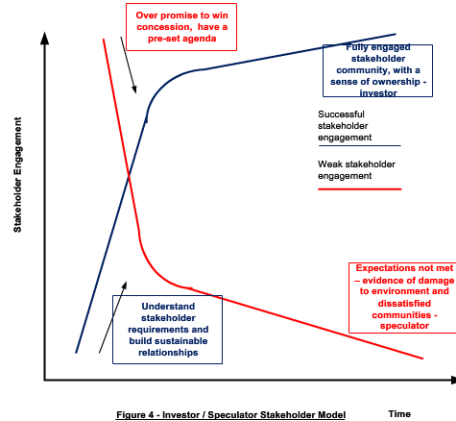 Over promise to win
concession, have a
pre-set agenda
Fully engaged
stakeholder
community, with a
sense of ownership -
investor
Successful
stakeholder
engagement
Weak stakeholder
engagement
Stakeholder Engagement
Expectations not met
– evidence of damage
to environment and
dissatisfied
communities -
speculator
Understand
stakeholder
requirements and
build sustainable
relationships
Figure 4 - Investor / Speculator Stakeholder Model
Time